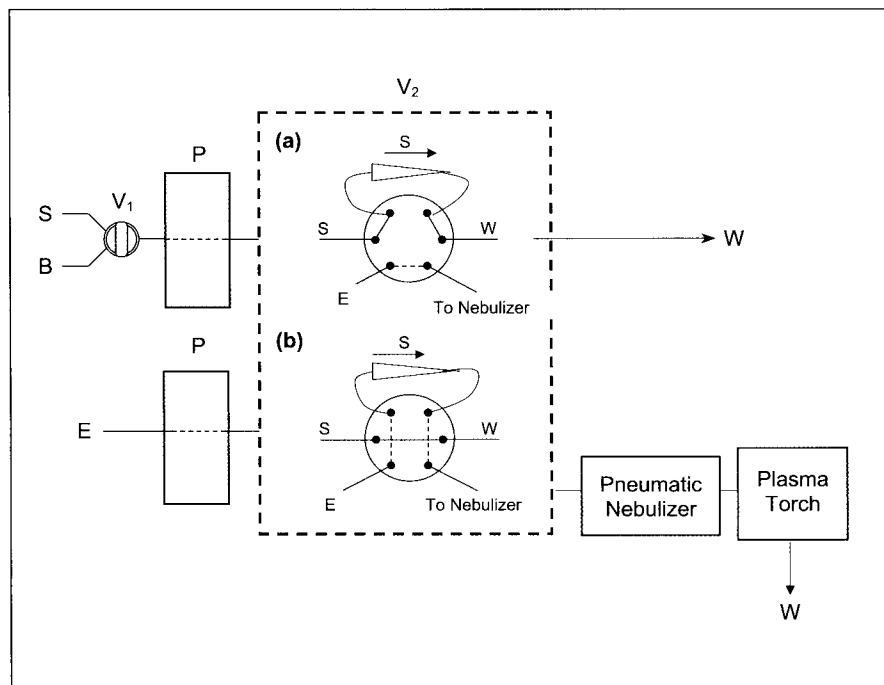 V2
(a)
S
P
S
V1
B
S
W
E
To Nebulizer
W
(b)
S
P
E
S
W
E
To Nebulizer
Pneumatic
Nebulizer
Plasma
Torch
W